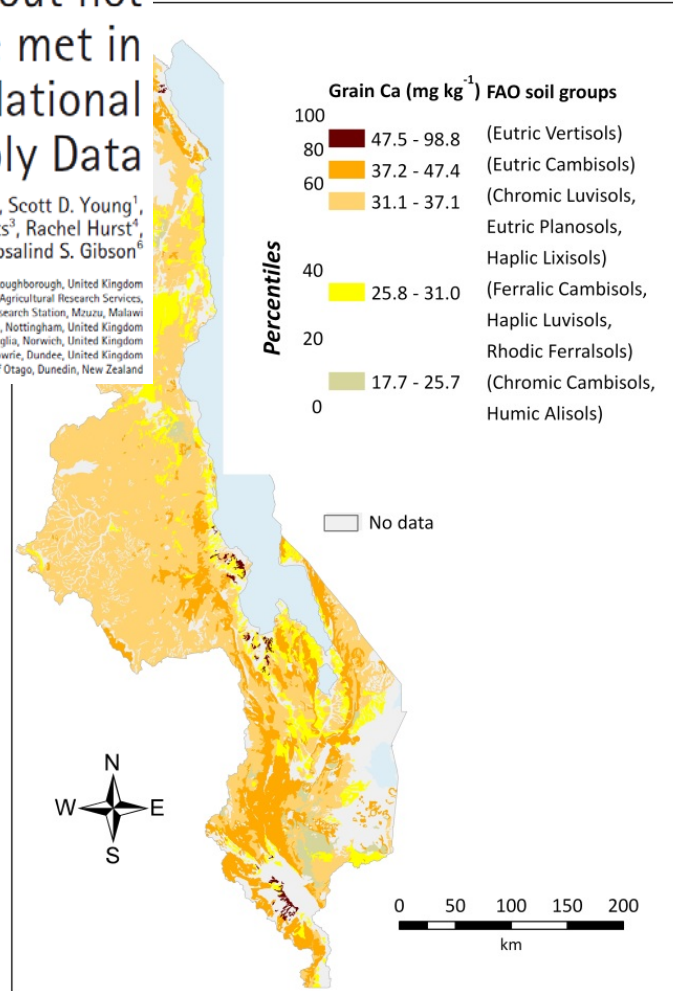 met in
ational
ly Data
, Scott D. Young¹,
ts³, Rachel Hurst⁴,
osalind S. Gibson⁶
oughborough, United Kingdom
Agricultural Research Services,
search Station, Mzuzu, Malawi
, Nottingham, United Kingdom
glia, Norwich, United Kingdom
owrie, Dundee, United Kingdom
f Otago, Dunedin, New Zealand
Grain Ca (mg kg⁻¹) FAO soil groups
100
47.5 - 98.8 (Eutric Vertisols)
80
37.2 - 47.4 (Eutric Cambisols)
60
31.1 - 37.1 (Chromic Luvisols,
Eutric Planosols,
Haplic Lixisols)
40
25.8 - 31.0 (Ferralic Cambisols,
Haplic Luvisols,
20
Rhodic Ferralsols)
17.7 - 25.7 (Chromic Cambisols,
0
Humic Alisols)
Percentiles
No data
N
W E
S
0 50 100 150 200
km